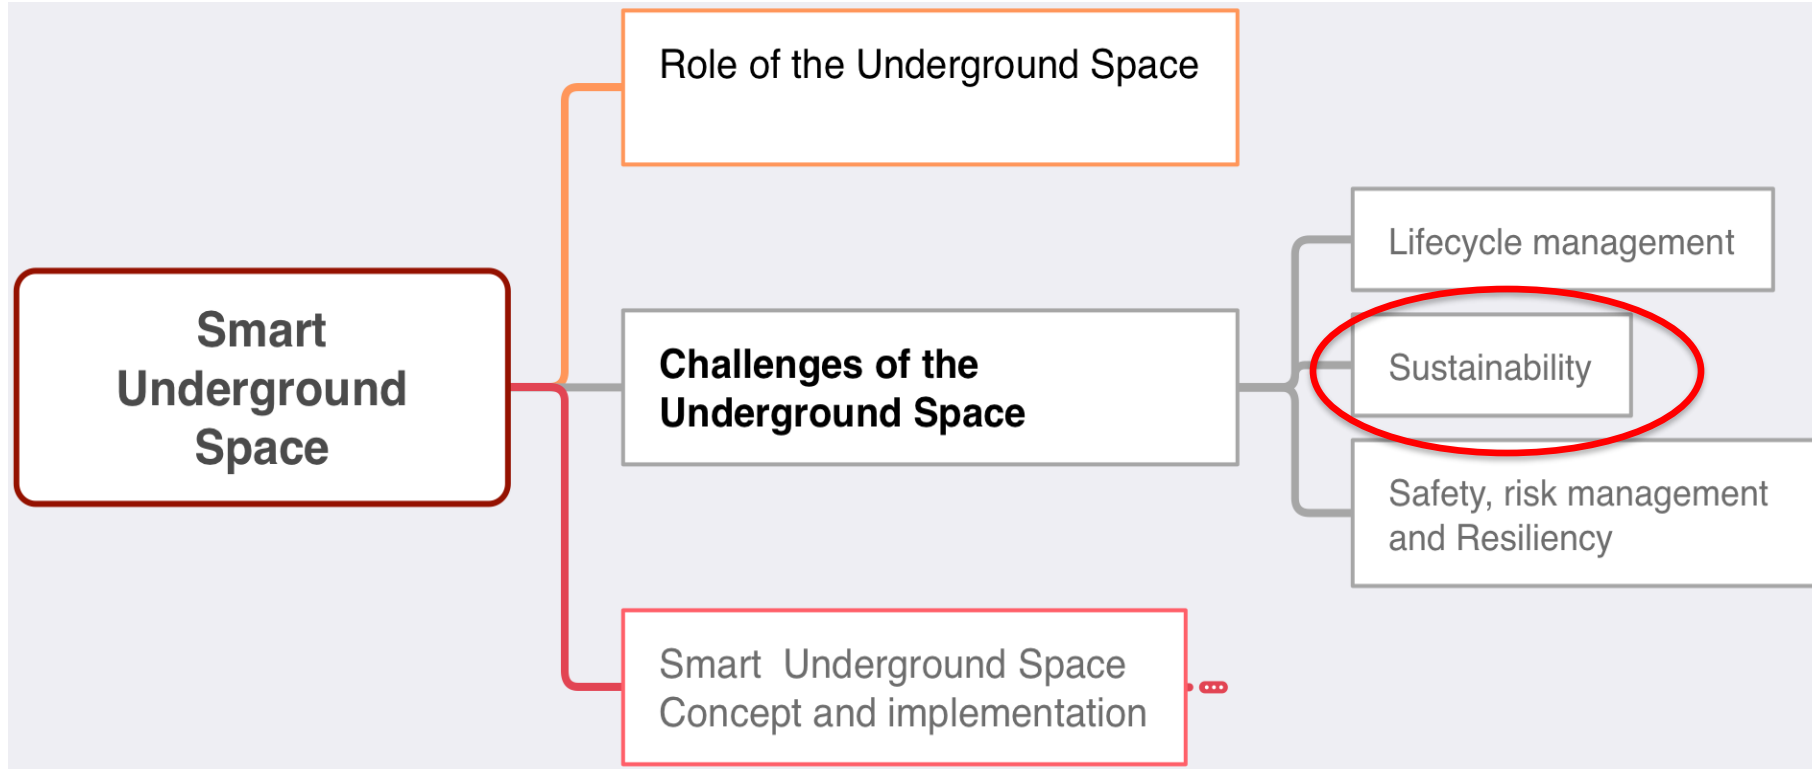 Role of the Underground Space
Smart
Underground
Space
Challenges of the
Underground Space
Lifecycle management
Sustainability
Safety, risk management
and Resiliency
Smart  Underground Space
Concept and implementation